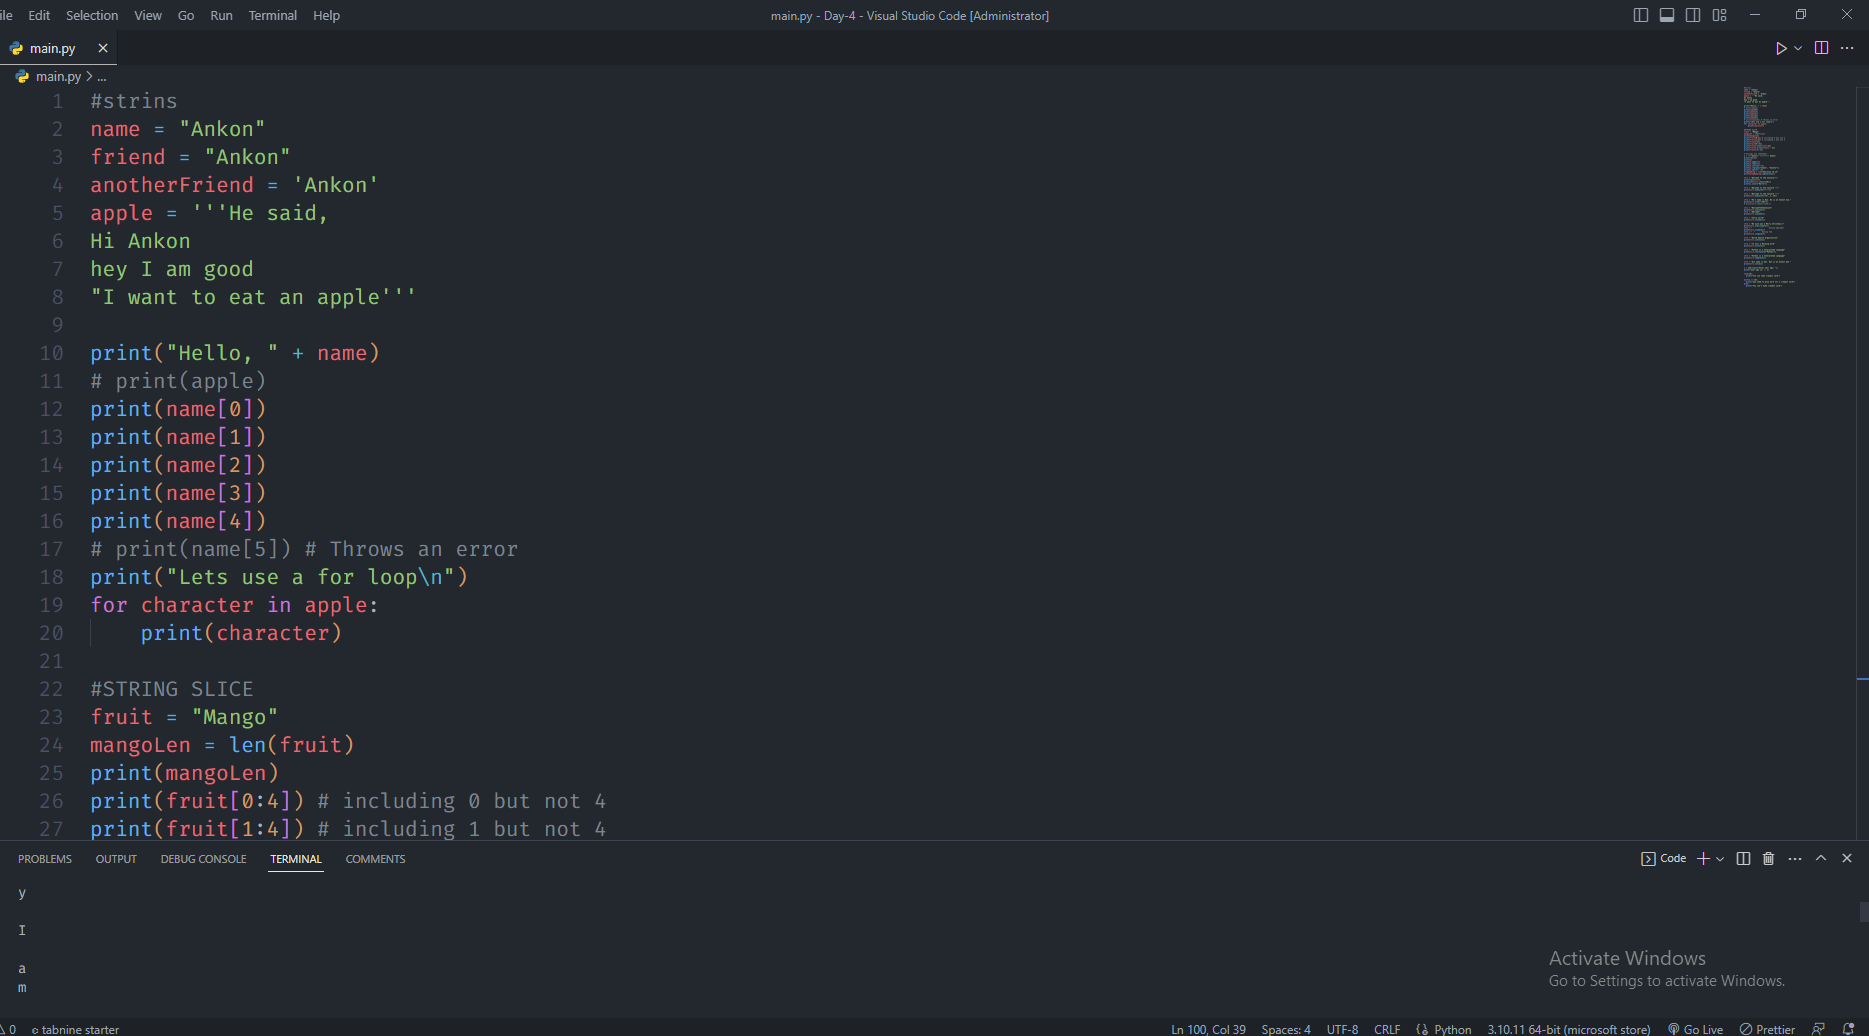 ile Edit Selection View Go Run Terminal Help main.py - Day-4 - Visual Studio Code [Administrator]
main.py
main.py > ...
1 #strins
2 name = "Ankon"
3 friend = "Ankon"
4 anotherFriend = 'Ankon'
5 apple = '''He said,
6 Hi Ankon
7 hey I am good
8 "I want to eat an apple'''
9
10 print("Hello, " + name)
11 # print(apple)
12 print(name[0])
13 print(name[1])
14 print(name[2])
15 print(name[3])
16 print(name[4])
17 # print(name[5]) # Throws an error
18 print("Lets use a for loop\n")
19 for character in apple:
20     print(character)
21
22 #STRING SLICE
23 fruit = "Mango"
24 mangoLen = len(fruit)
25 print(mangoLen)
26 print(fruit[0:4]) # including 0 but not 4
27 print(fruit[1:4]) # including 1 but not 4
PROBLEMS OUTPUT DEBUG CONSOLE TERMINAL COMMENTS Code
y
I
a
m
Activate Windows
Go to Settings to activate Windows.
0 tabnine starter Ln 100, Col 39 Spaces: 4 UTF-8 CRLF Python 3.10.11 64-bit (microsoft store) Go Live Prettier